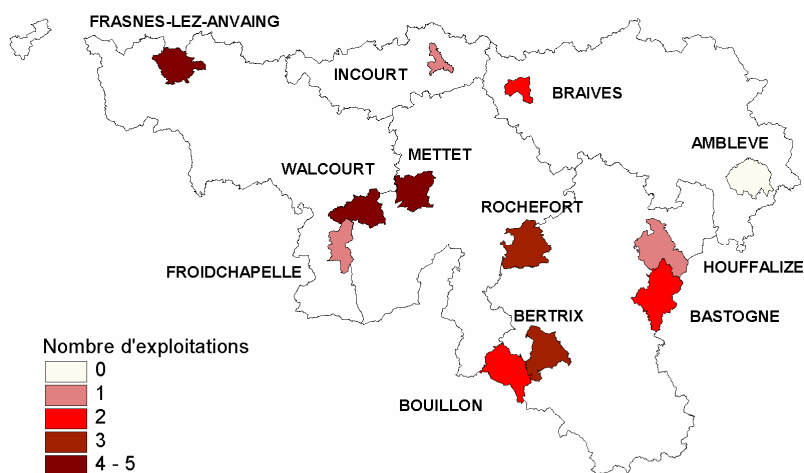 FRASNES-LEZ-ANVAING
INCOURT
BRAIVES
AMBLEVE
METTET
WALCOURT
ROCHEFORT
FROIDCHAPELLE
HOUFFALIZE
BASTOGNE
BERTRIX
BOUILLON
Nombre d'exploitations
0
1
2
3
4 - 5